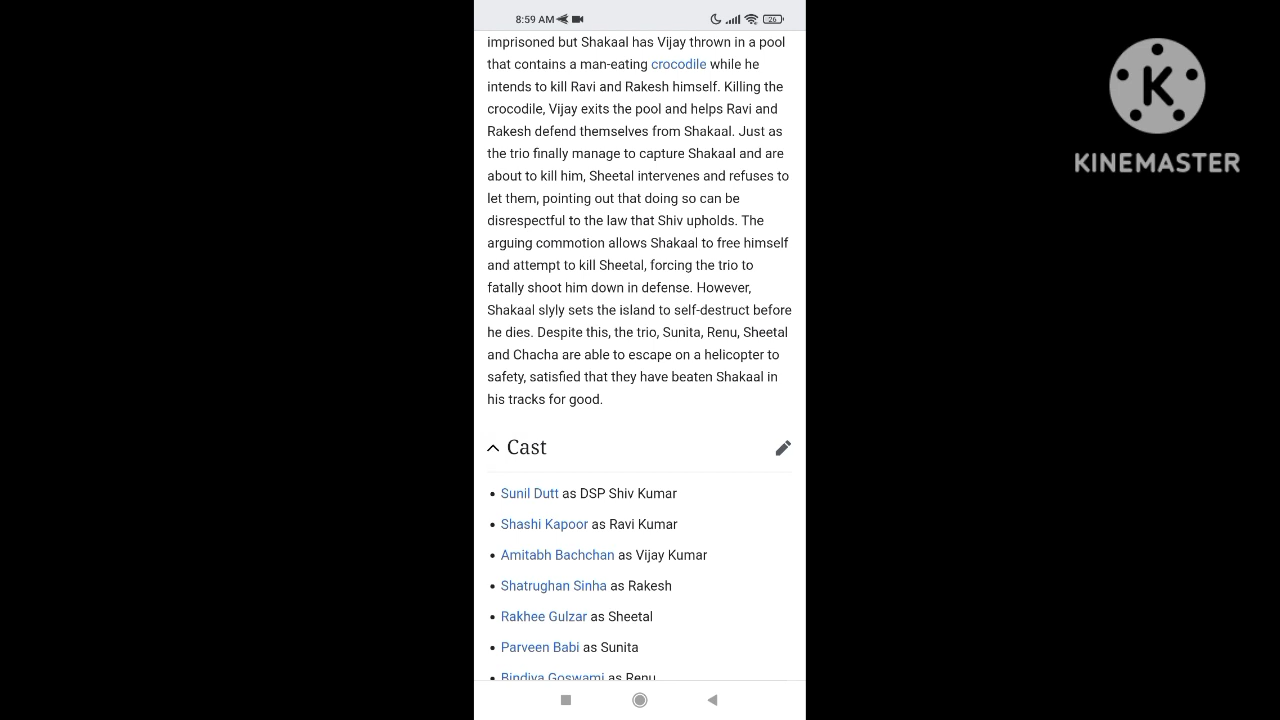 8:59 AM
26
imprisoned but Shakaal has Vijay thrown in a pool
that contains a man-eating crocodile while he
intends to kill Ravi and Rakesh himself. Killing the
crocodile, Vijay exits the pool and helps Ravi and
Rakesh defend themselves from Shakaal. Just as
the trio finally manage to capture Shakaal and are
about to kill him, Sheetal intervenes and refuses to
let them, pointing out that doing so can be
disrespectful to the law that Shiv upholds. The
arguing commotion allows Shakaal to free himself
and attempt to kill Sheetal, forcing the trio to
fatally shoot him down in defense. However,
Shakaal slyly sets the island to self-destruct before
he dies. Despite this, the trio, Sunita, Renu, Sheetal
and Chacha are able to escape on a helicopter to
safety, satisfied that they have beaten Shakaal in
his tracks for good.
Cast
• Sunil Dutt as DSP Shiv Kumar
• Shashi Kapoor as Ravi Kumar
• Amitabh Bachchan as Vijay Kumar
• Shatrughan Sinha as Rakesh
• Rakhee Gulzar as Sheetal
• Parveen Babi as Sunita
• Bindiya Goswami as Renu
K
KINEMASTER